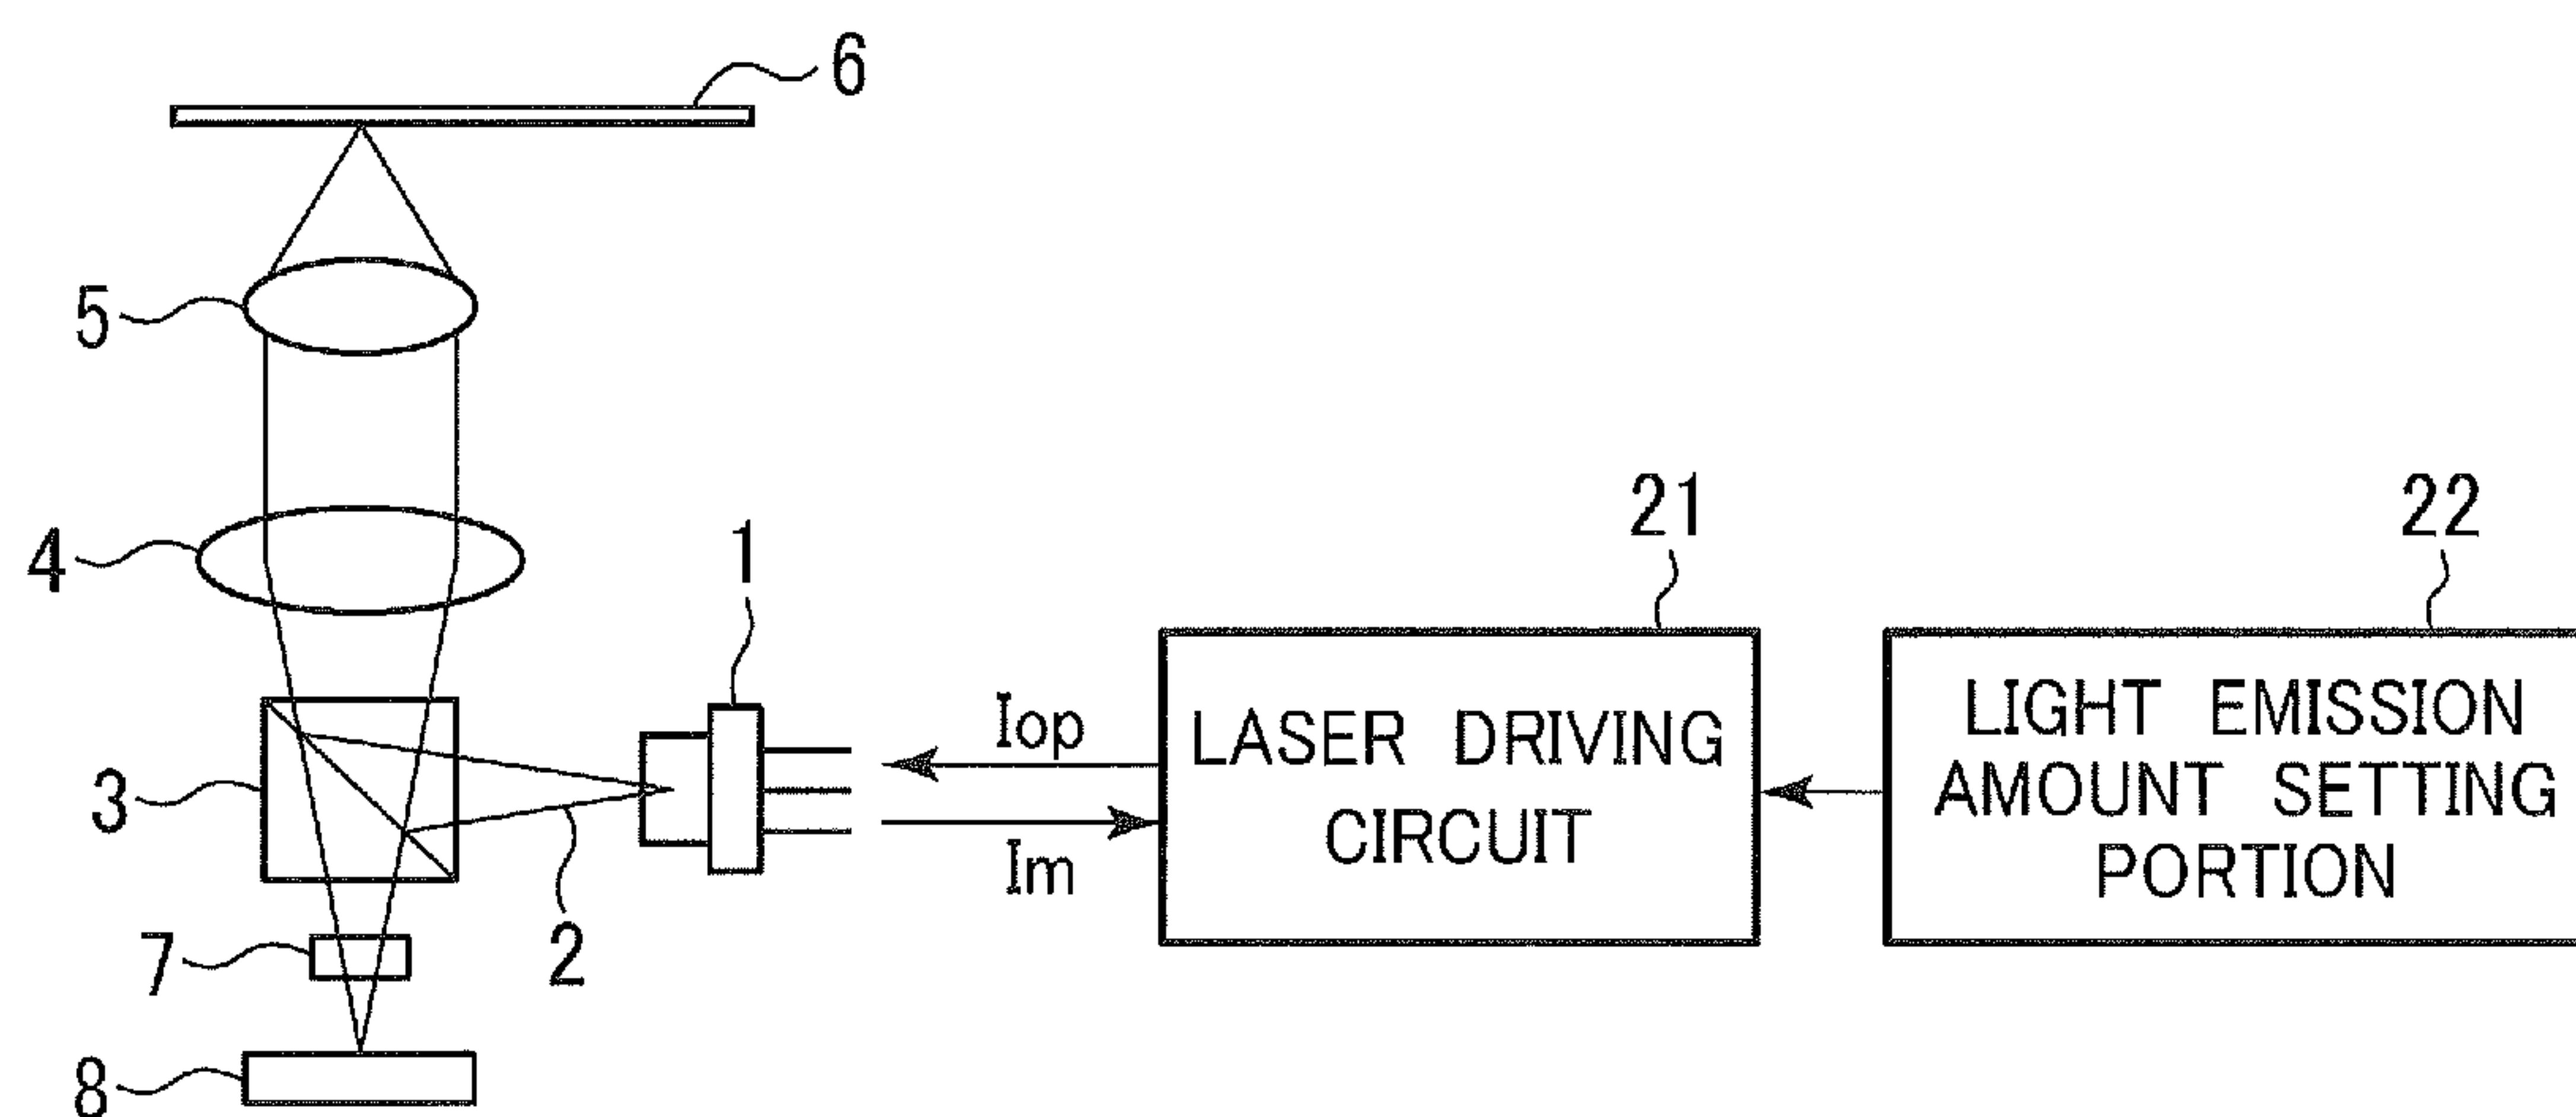 6
5
4
1
21
22
Iop
LASER DRIVING
CIRCUIT
Im
LIGHT EMISSION
AMOUNT SETTING
PORTION
3
2
7
8